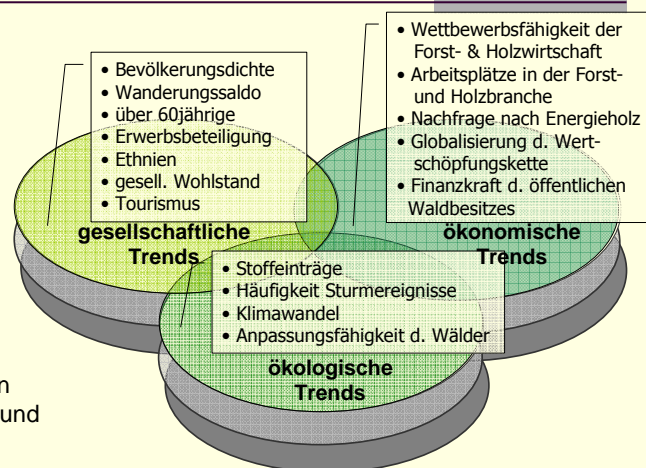 • Bevölkerungsdichte
• Wanderungssaldo
• über 60jährige
• Erwerbsbeteiligung
• Ethnien
• gesell. Wohlstand
• Tourismus
gesellschaftliche
Trends
• Wettbewerbsfähigkeit der
Forst- & Holzwirtschaft
• Arbeitsplätze in der Forst-
und Holzbranche
• Nachfrage nach Energieholz
• Globalisierung d. Wert-
schöpfungskette
• Finanzkraft d. öffentlichen
Waldbesitzes
ökonomische
Trends
• Stoffeinträge
• Häufigkeit Sturmereignisse
• Klimawandel
• Anpassungsfähigkeit d. Wälder
ökologische
Trends
n
und